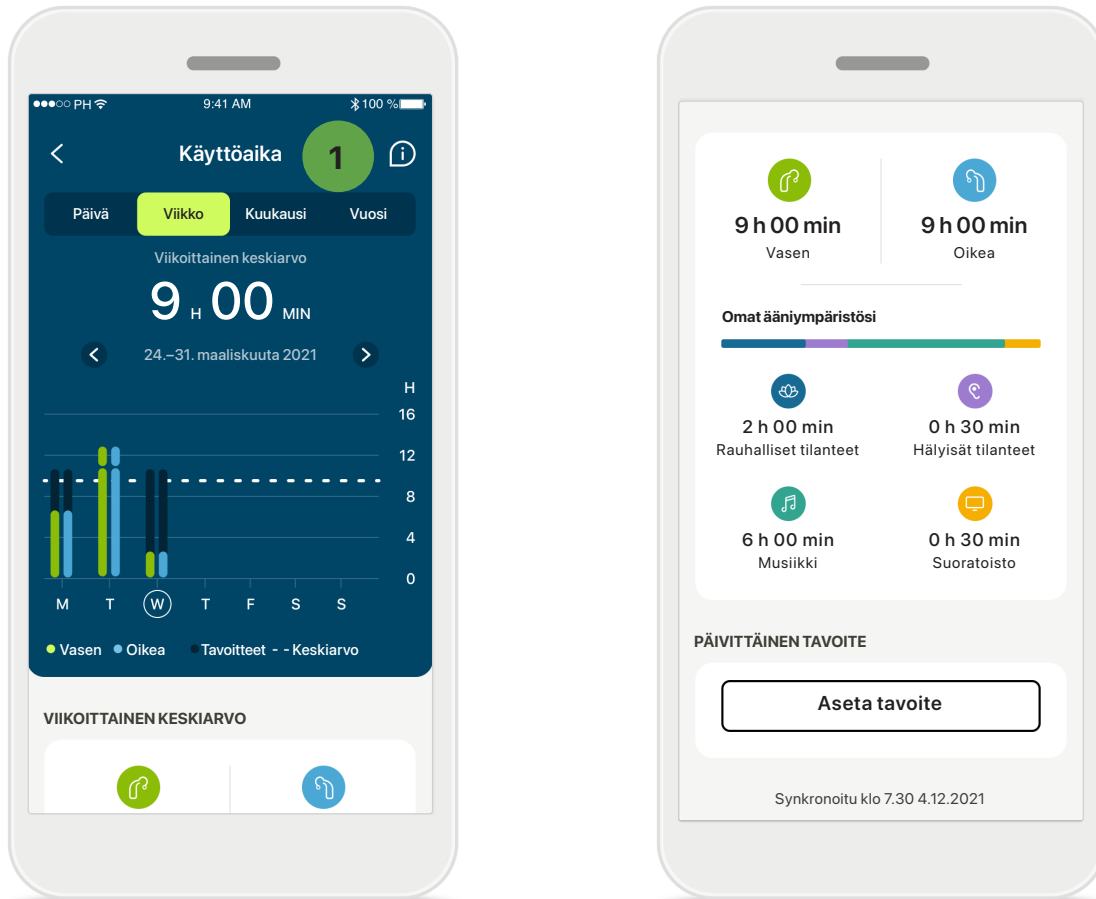 PH 9:41 AM 100 %
Käyttöaika 1
Päivä Viikko Kuukausi Vuosi
Viikoittainen keskiarvo
9 H 00 MIN
24.–31. maaliskuuta 2021
H
16
12
8
4
0
M T W T F S S
Vasen Oikea Tavoitteet - - Keskiarvo
VIIKOITTAINEN KESKIARVO
9 h 00 min 9 h 00 min
Vasen Oikea
Omat ääniympäristösi
2 h 00 min 0 h 30 min
Rauhalliset tilanteet Hälyisät tilanteet
6 h 00 min 0 h 30 min
Musiikki Suoratoisto
PÄIVITTÄINEN TAVOITE
Aseta tavoite
Synkronoitu klo 7.30 4.12.2021